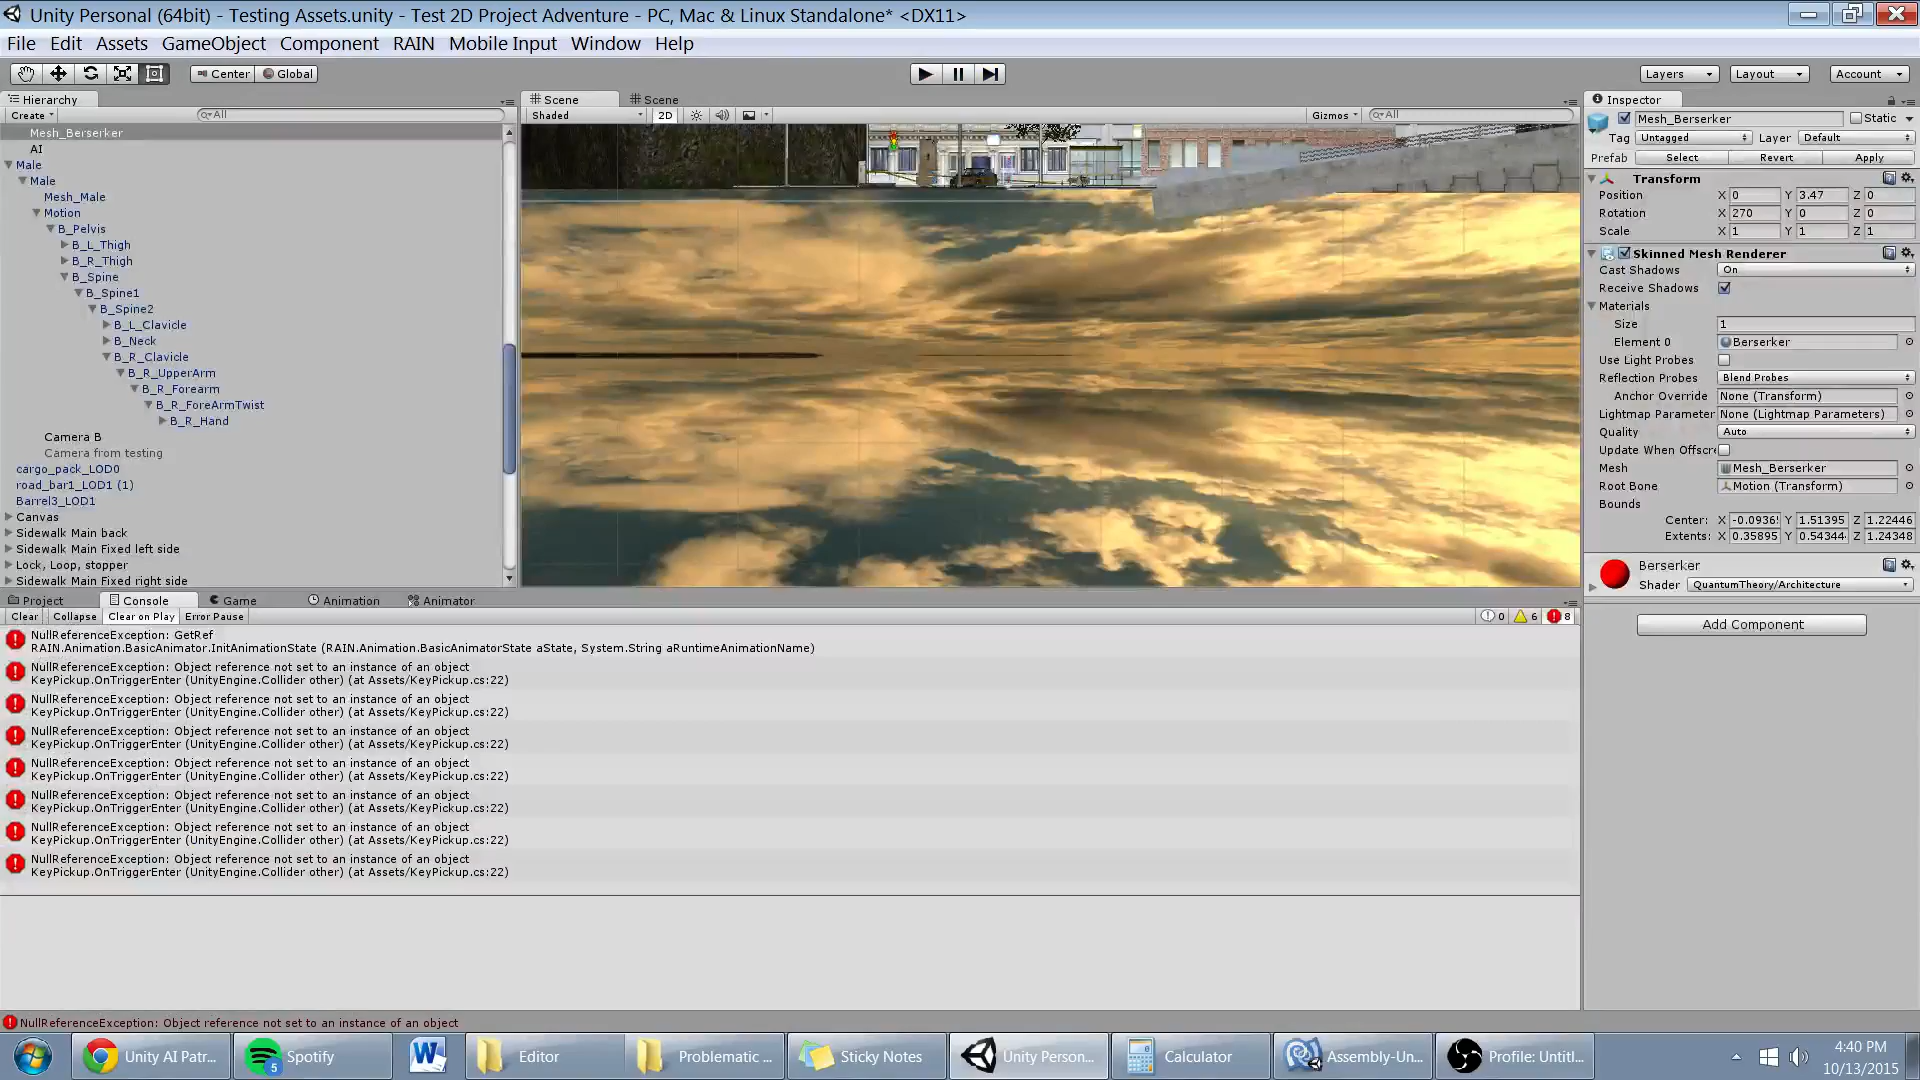 Unity Personal (64bit) - Testing Assets.unity - Test 2D Project Adventure - PC, Mac & Linux Standalone* <DX11>
File Edit Assets GameObject Component RAIN Mobile Input Window Help
Center Global Layers Layout Account
Hierarchy
Create All
Mesh_Berserker
AI
Male
Male
Mesh_Male
Motion
B_Pelvis
B_L_Thigh
B_R_Thigh
B_Spine
B_Spine1
B_Spine2
B_L_Clavicle
B_Neck
B_R_Clavicle
B_R_UpperArm
B_R_Forearm
B_R_ForeArmTwist
B_R_Hand
Camera B
Camera from testing
cargo_pack_LOD0
road_bar1_LOD1 (1)
Barrel3_LOD1
Canvas
Sidewalk Main back
Sidewalk Main Fixed left side
Lock, Loop, stopper
Sidewalk Main Fixed right side
Scene Scene
Shaded 2D Gizmos All
Inspector
Mesh_Berserker Static
Tag Untagged Layer Default
Prefab Select Revert Apply
Transform
Position X 0 Y 3.47 Z 0
Rotation X 270 Y 0 Z 0
Scale X 1 Y 1 Z 1
Skinned Mesh Renderer
Cast Shadows On
Receive Shadows
Materials
Size 1
Element 0 Berserker
Use Light Probes
Reflection Probes Blend Probes
Anchor Override None (Transform)
Lightmap Parameter None (Lightmap Parameters)
Quality Auto
Update When Offscr
Mesh Mesh_Berserker
Root Bone Motion (Transform)
Bounds
Center: X -0.0936 Y 1.51395 Z 1.22446
Extents: X 0.35895 Y 0.54344 Z 1.24348
Berserker
Shader QuantumTheory/Architecture
Add Component
Project Console Game Animation Animator
Clear Collapse Clear on Play Error Pause 0 6 8
NullReferenceException: GetRef
RAIN.Animation.BasicAnimator.InitAnimationState (RAIN.Animation.BasicAnimatorState aState, System.String aRuntimeAnimationName)
NullReferenceException: Object reference not set to an instance of an object
KeyPickup.OnTriggerEnter (UnityEngine.Collider other) (at Assets/KeyPickup.cs:22)
NullReferenceException: Object reference not set to an instance of an object
KeyPickup.OnTriggerEnter (UnityEngine.Collider other) (at Assets/KeyPickup.cs:22)
NullReferenceException: Object reference not set to an instance of an object
KeyPickup.OnTriggerEnter (UnityEngine.Collider other) (at Assets/KeyPickup.cs:22)
NullReferenceException: Object reference not set to an instance of an object
KeyPickup.OnTriggerEnter (UnityEngine.Collider other) (at Assets/KeyPickup.cs:22)
NullReferenceException: Object reference not set to an instance of an object
KeyPickup.OnTriggerEnter (UnityEngine.Collider other) (at Assets/KeyPickup.cs:22)
NullReferenceException: Object reference not set to an instance of an object
KeyPickup.OnTriggerEnter (UnityEngine.Collider other) (at Assets/KeyPickup.cs:22)
NullReferenceException: Object reference not set to an instance of an object
KeyPickup.OnTriggerEnter (UnityEngine.Collider other) (at Assets/KeyPickup.cs:22)
NullReferenceException: Object reference not set to an instance of an object
Unity AI Patr... 5 Spotify Editor Problematic ... Sticky Notes Unity Person... Calculator Assembly-Un... Profile: Untitl... 4:40 PM
10/13/2015